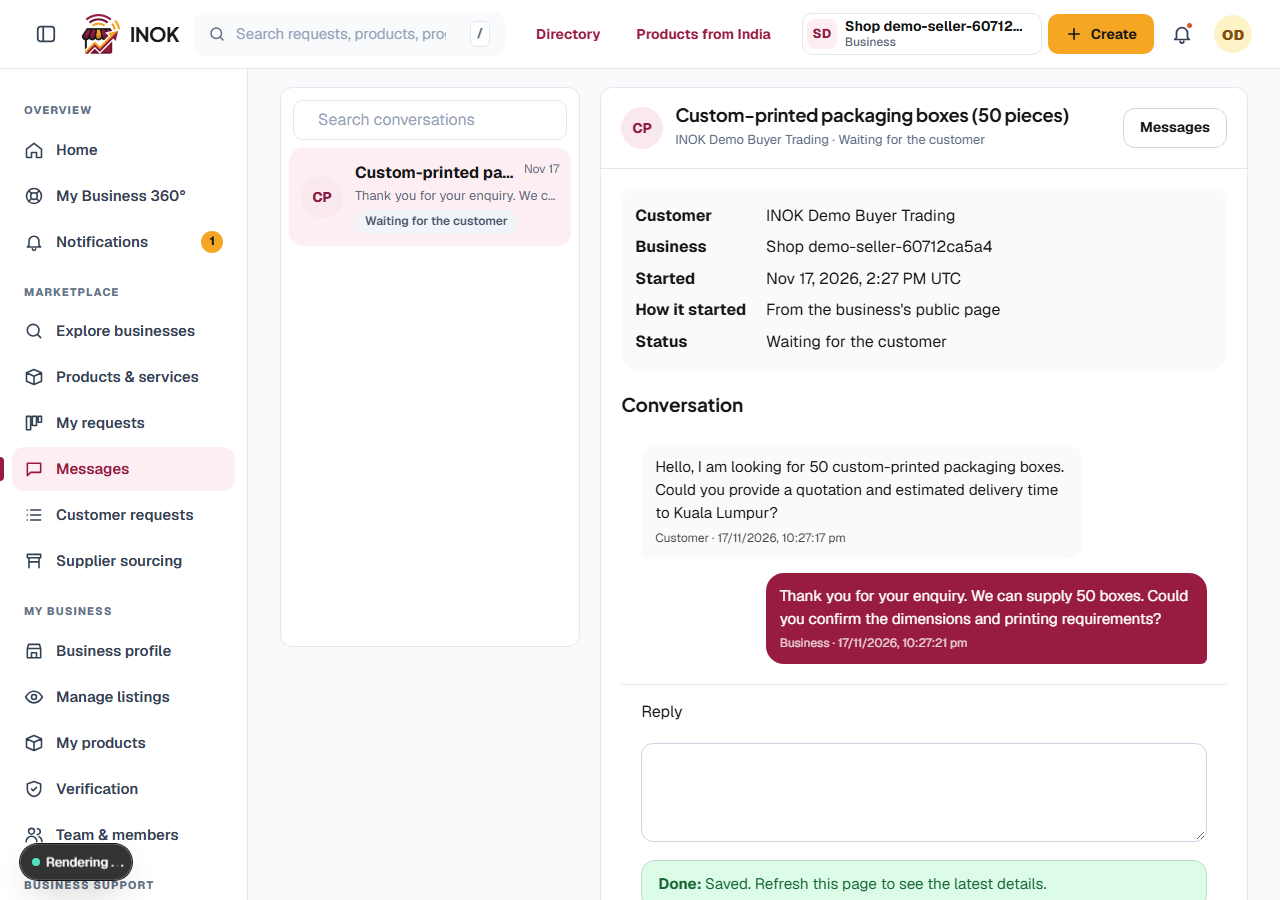 INOK
Search requests, products, prog
/
Directory
Products from India
SD
Shop demo-seller-60712...
Business
Create
OD
OVERVIEW
Home
My Business 360°
Notifications
1
MARKETPLACE
Explore businesses
Products & services
My requests
Messages
Customer requests
Supplier sourcing
MY BUSINESS
Business profile
Manage listings
My products
Verification
Team & members
Rendering...
BUSINESS SUPPORT
Search conversations
CP
Custom-printed pa...
Nov 17
Thank you for your enquiry. We c...
Waiting for the customer
CP
Custom-printed packaging boxes (50 pieces)
INOK Demo Buyer Trading · Waiting for the customer
Messages
Customer INOK Demo Buyer Trading
Business Shop demo-seller-60712ca5a4
Started Nov 17, 2026, 2:27 PM UTC
How it started From the business's public page
Status Waiting for the customer
Conversation
Hello, I am looking for 50 custom-printed packaging boxes.
Could you provide a quotation and estimated delivery time
to Kuala Lumpur?
Customer · 17/11/2026, 10:27:17 pm
Thank you for your enquiry. We can supply 50 boxes. Could
you confirm the dimensions and printing requirements?
Business · 17/11/2026, 10:27:21 pm
Reply
Done: Saved. Refresh this page to see the latest details.